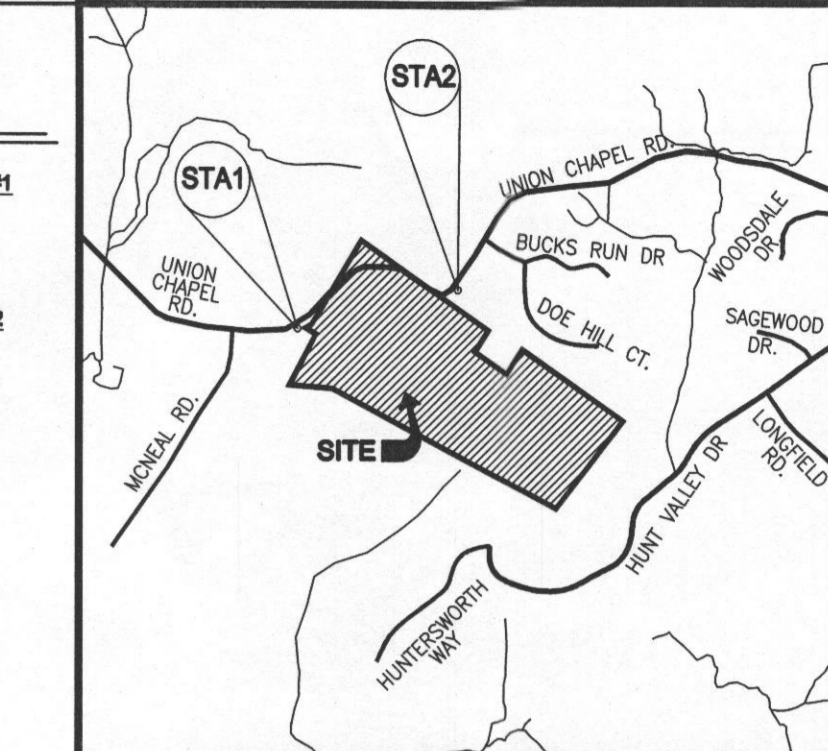 STA2
STA1
UNION CHAPEL RD.
UNION
CHAPEL
RD.
BUCKS RUN DR
WOODSDALE
DR.
DOE HILL CT.
SAGEWOOD
DR.
MCNEAL RD.
SITE
LONGFIELD
RD.
HUNT VALLEY DR
HUNTERSWORTH
WAY